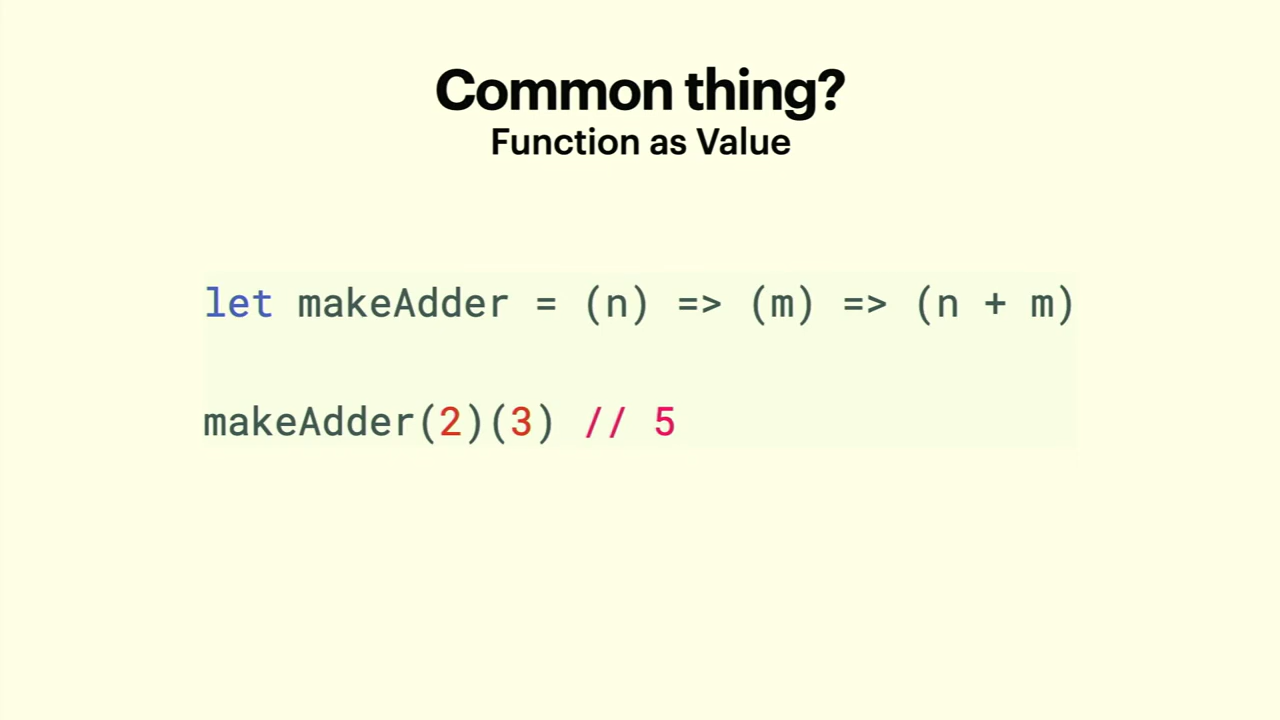 Common thing?
Function as Value
let makeAdder = (n) => (m) => (n + m)
makeAdder(2)(3) // 5